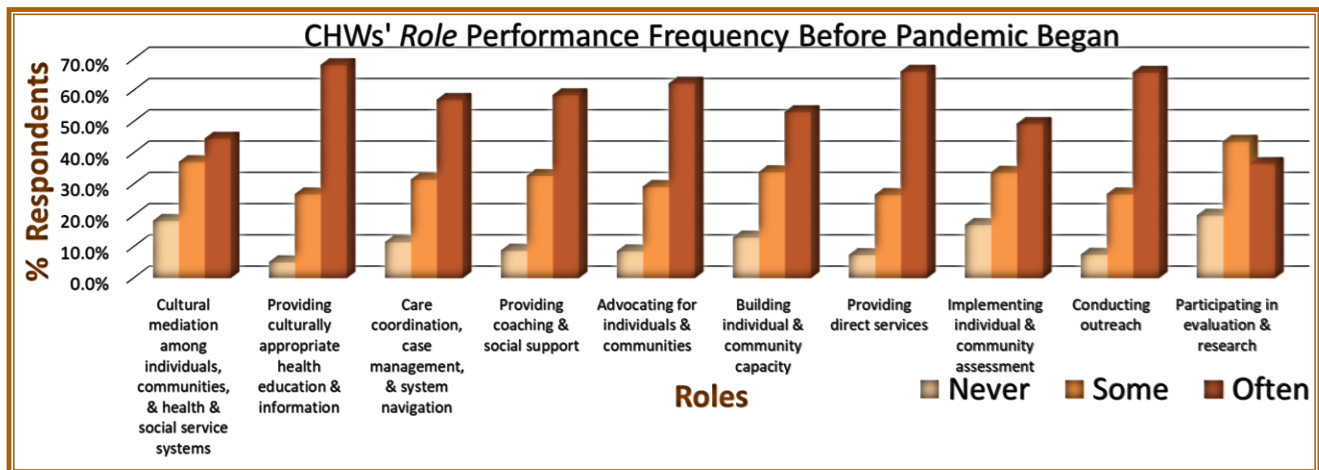 CHWs' Role Performance Frequency Before Pandemic Began
% Respondents
70.0%
60.0%
50.0%
40.0%
30.0%
20.0%
10.0%
0.0%
Cultural
mediation
among
individuals,
communities,
& health &
social service
systems
Providing
culturally
appropriate
health
education &
information
Care
coordination,
case
management,
& system
navigation
Providing
coaching &
social support
Advocating for
individuals &
communities
Building
individual &
community
capacity
Providing
direct services
Implementing
individual &
community
assessment
Conducting
outreach
Participating in
evaluation &
research
Roles
Never
Some
Often